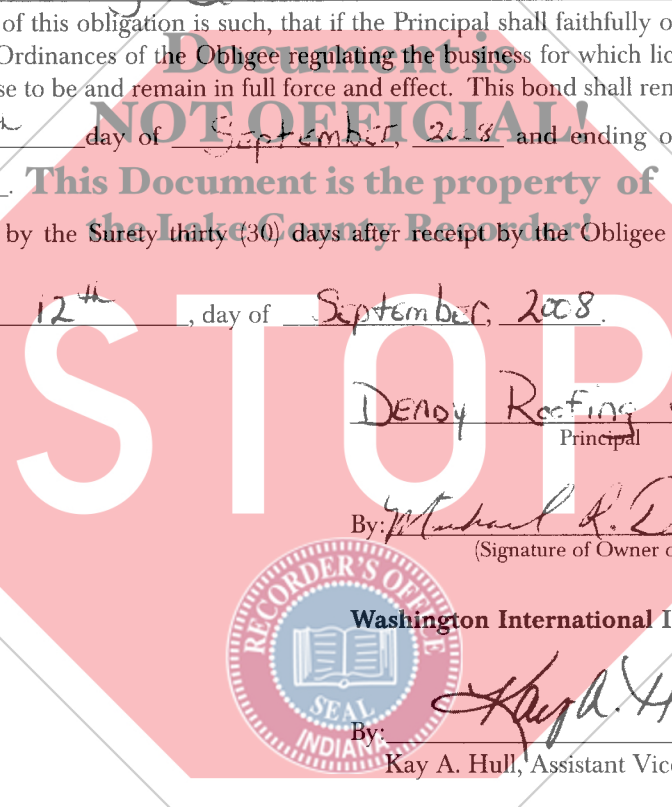 of this obligation is such, that if the Principal shall faithfully o
Document is
Ordinances of the Obligee regulating the business for which lic
se to be and remain in full force and effect. This bond shall ren
NOT OFFICIAL!
day of September, 2008 and ending o
This Document is the property of
the Lake County Recorder!
by the Surety thirty (30) days after receipt by the Obligee
12th, day of September, 2008.
STOP
Denoy Roofing
Principal
By: Michael R. D
(Signature of Owner o
RECORDER'S OFFICE
SEAL
INDIANA
Washington International I
By: Kay A. H
Kay A. Hull, Assistant Vice